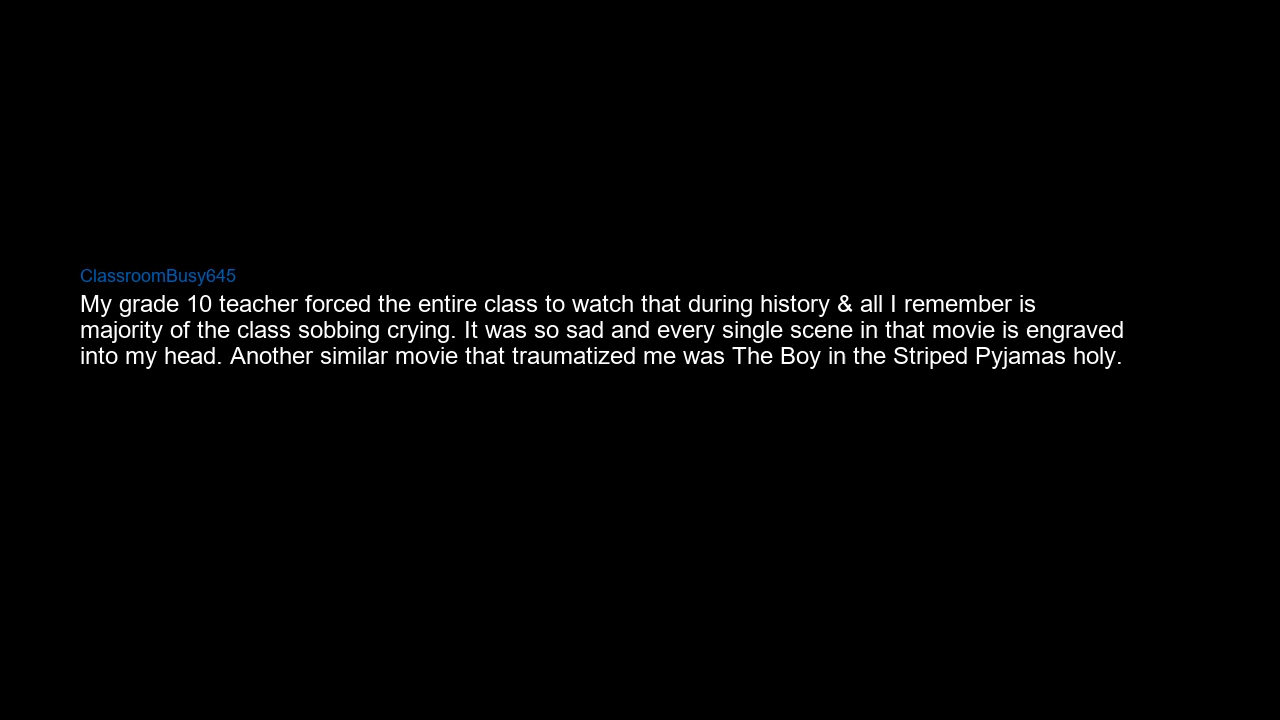 ClassroomBusy645
My grade 10 teacher forced the entire class to watch that during history & all I remember is
majority of the class sobbing crying. It was so sad and every single scene in that movie is engraved
into my head. Another similar movie that traumatized me was The Boy in the Striped Pyjamas holy.